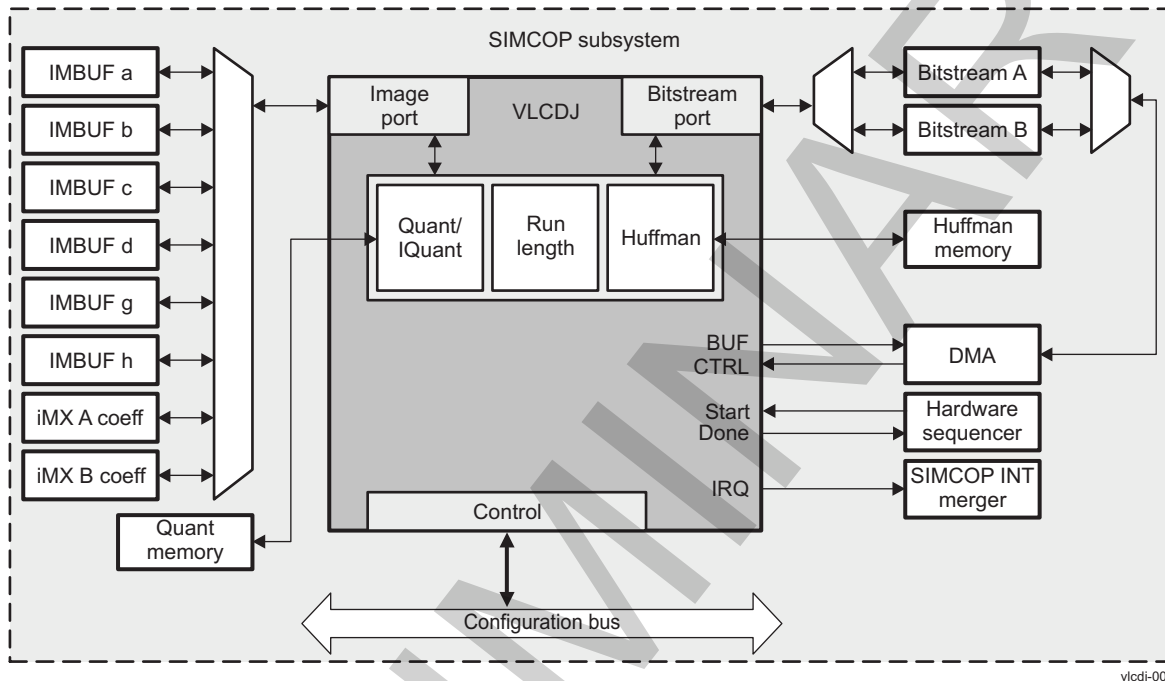 SIMCOP subsystem
IMBUF a
IMBUF b
IMBUF c
IMBUF d
IMBUF g
IMBUF h
iMX A coeff
iMX B coeff
Quant
memory
Image
port
VLCDJ
Bitstream
port
Quant/
IQuant
Run
length
Huffman
BUF
CTRL
Start
Done
IRQ
Control
Configuration bus
Bitstream A
Bitstream B
Huffman
memory
DMA
Hardware
sequencer
SIMCOP INT
merger